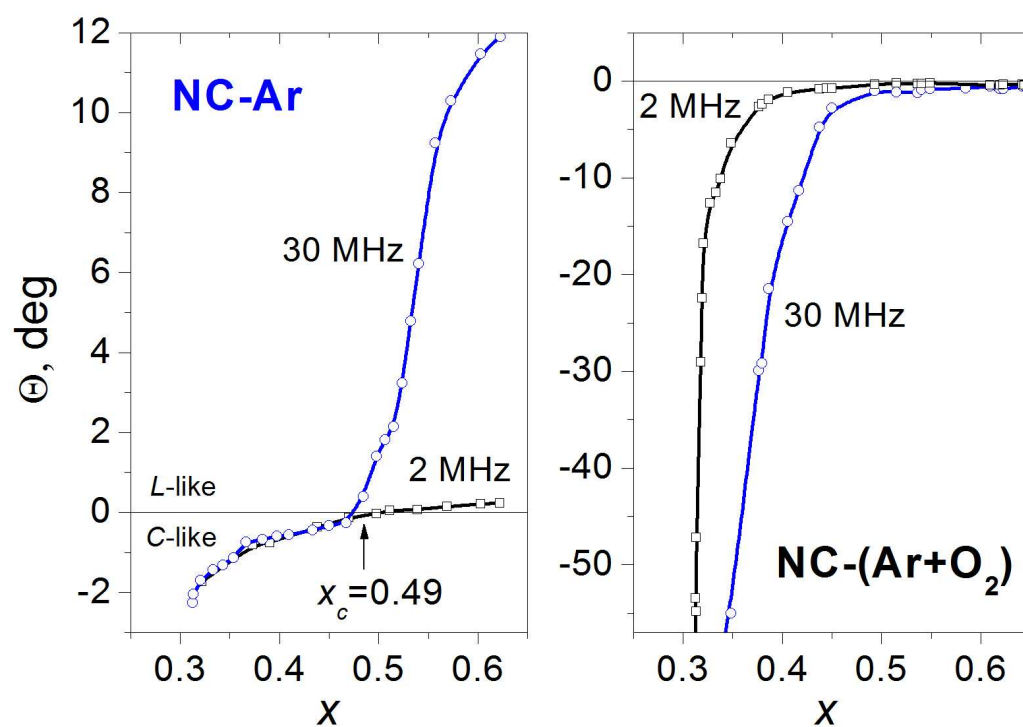 12
10
8
6
4
2
0
-2
Θ, deg
NC-Ar
30 MHz
2 MHz
L-like
C-like
x_c=0.49
0.3 0.4 0.5 0.6
x
0
-10
-20
-30
-40
-50
2 MHz
30 MHz
NC-(Ar+O₂)
0.3 0.4 0.5 0.6
x